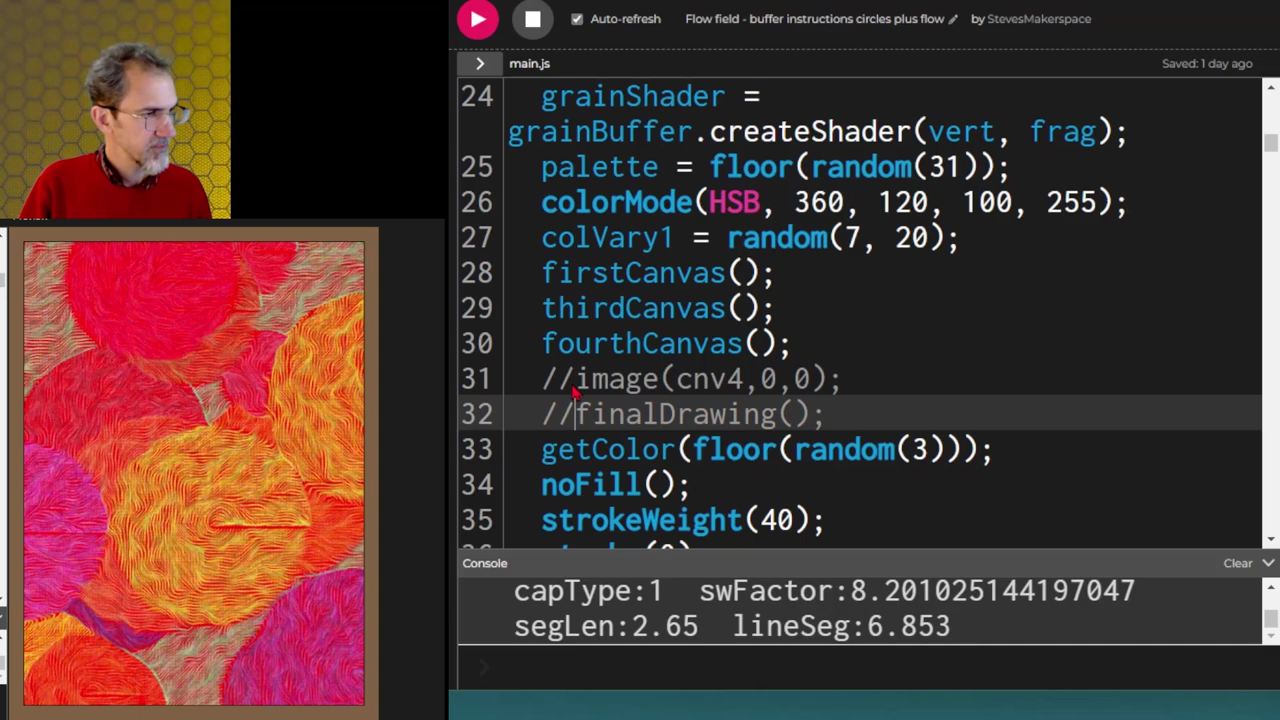 Auto-refresh
Flow field - buffer instructions circles plus flow
by StevesMakerspace
main.js
Saved: 1 day ago
24 grainShader =
grainBuffer.createShader(vert, frag);
25 palette = floor(random(31));
26 colorMode(HSB, 360, 120, 100, 255);
27 colVary1 = random(7, 20);
28 firstCanvas();
29 thirdCanvas();
30 fourthCanvas();
31 //image(cnv4,0,0);
32 //finalDrawing();
33 getColor(floor(random(3)));
34 noFill();
35 strokeWeight(40);
Console
Clear
capType:1 swFactor:8.201025144197047
segLen:2.65 lineSeg:6.853